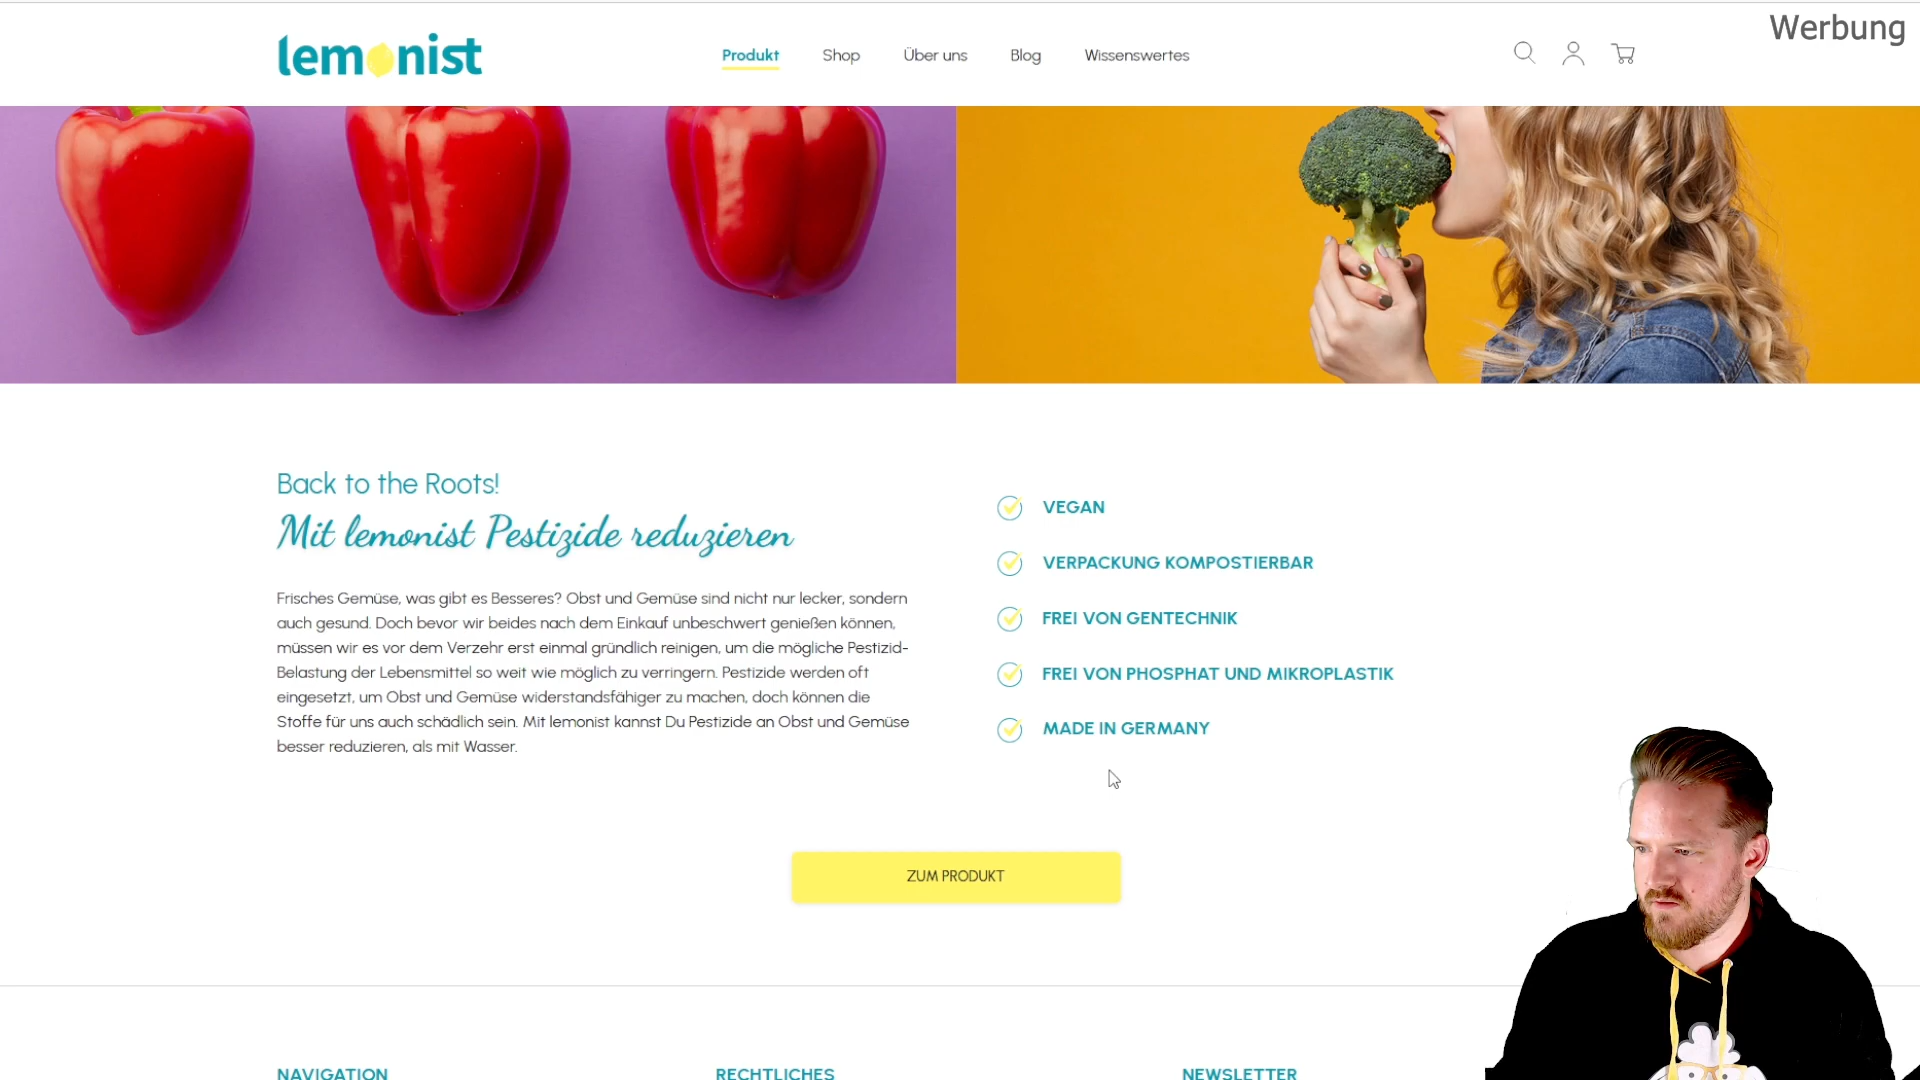 Werbung
lemonist
Produkt
Shop
Über uns
Blog
Wissenswertes
Back to the Roots!
Mit lemonist Pestizide reduzieren
Frisches Gemüse, was gibt es Besseres? Obst und Gemüse sind nicht nur lecker, sondern
auch gesund. Doch bevor wir beides nach dem Einkauf unbeschwert genießen können,
müssen wir es vor dem Verzehr erst einmal gründlich reinigen, um die mögliche Pestizid-
Belastung der Lebensmittel so weit wie möglich zu verringern. Pestizide werden oft
eingesetzt, um Obst und Gemüse widerstandsfähiger zu machen, doch können die
Stoffe für uns auch schädlich sein. Mit lemonist kannst Du Pestizide an Obst und Gemüse
besser reduzieren, als mit Wasser.
VEGAN
VERPACKUNG KOMPOSTIERBAR
FREI VON GENTECHNIK
FREI VON PHOSPHAT UND MIKROPLASTIK
MADE IN GERMANY
ZUM PRODUKT
NAVIGATION
RECHTLICHES
NEWSLETTER